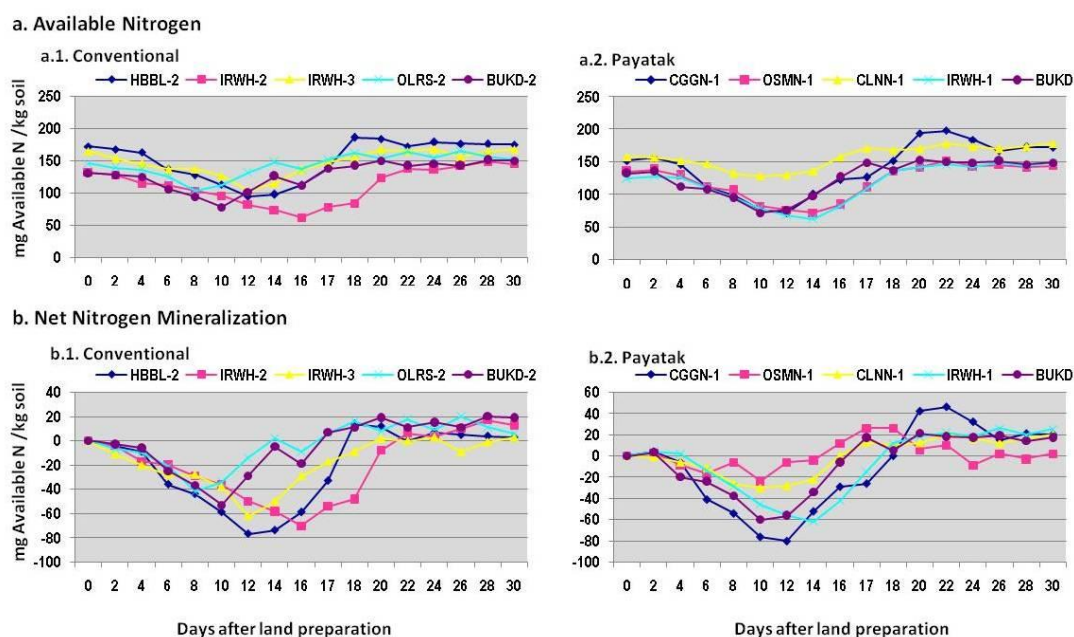 a. Available Nitrogen
a.1. Conventional
HBBL-2 IRWH-2 IRWH-3 OLRS-2 BUKD-2
mg Available N /kg soil
250
200
150
100
50
0
0 2 4 6 8 10 12 14 16 18 20 22 24 26 28 30
a.2. Payatak
CGGN-1 OSMN-1 CLNN-1 IRWH-1 BUKD
250
200
150
100
50
0
0 2 4 6 8 10 12 14 16 18 20 22 24 26 28 30
b. Net Nitrogen Mineralization
b.1. Conventional
HBBL-2 IRWH-2 IRWH-3 OLRS-2 BUKD-2
mg Available N /kg soil
40
20
0
-20
-40
-60
-80
-100
0 2 4 6 8 10 12 14 16 18 20 22 24 26 28 30
Days after land preparation
b.2. Payatak
CGGN-1 OSMN-1 CLNN-1 IRWH-1 BUKD
60
40
20
0
-20
-40
-60
-80
-100
0 2 4 6 8 10 12 14 16 18 20 22 24 26 28 30
Days after land preparation